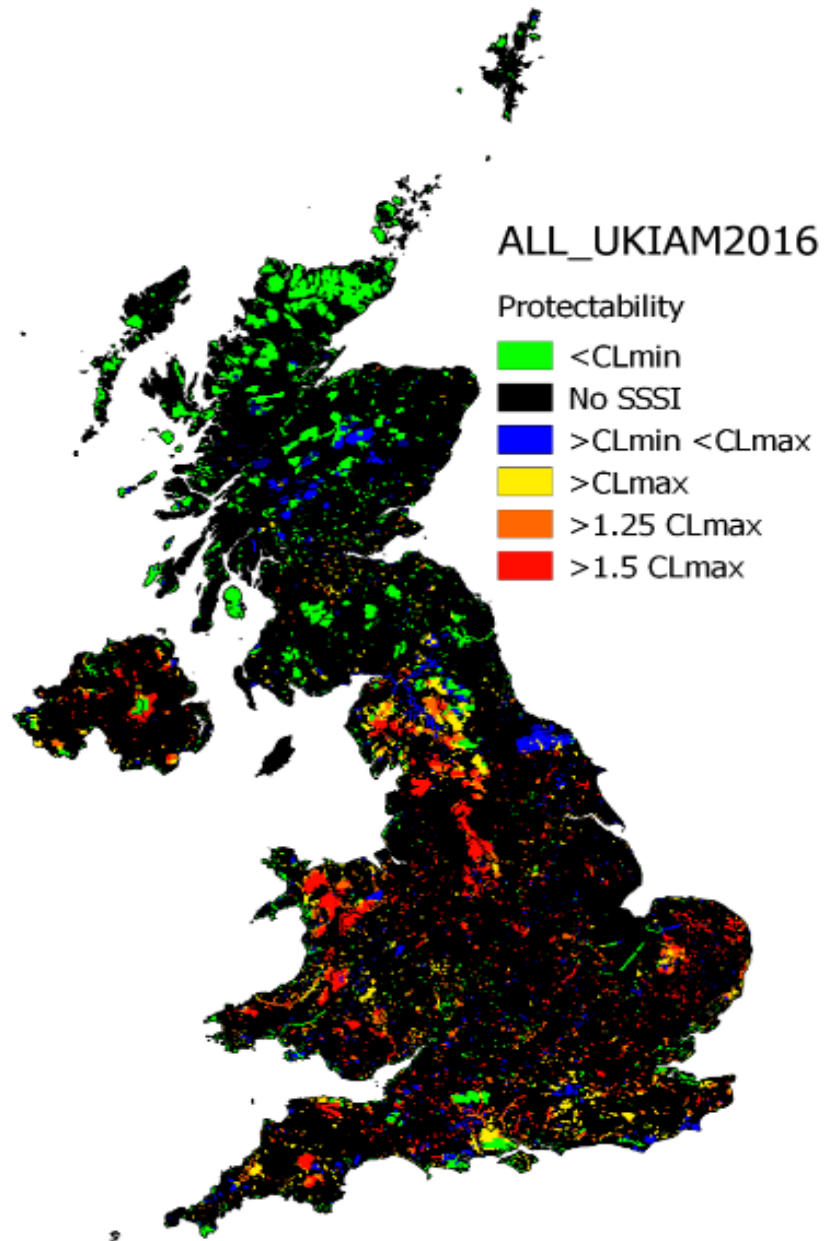 ALL_UKIAM2016
Protectability
<CLmin
No SSSI
>CLmin <CLmax
>CLmax
>1.25 CLmax
>1.5 CLmax